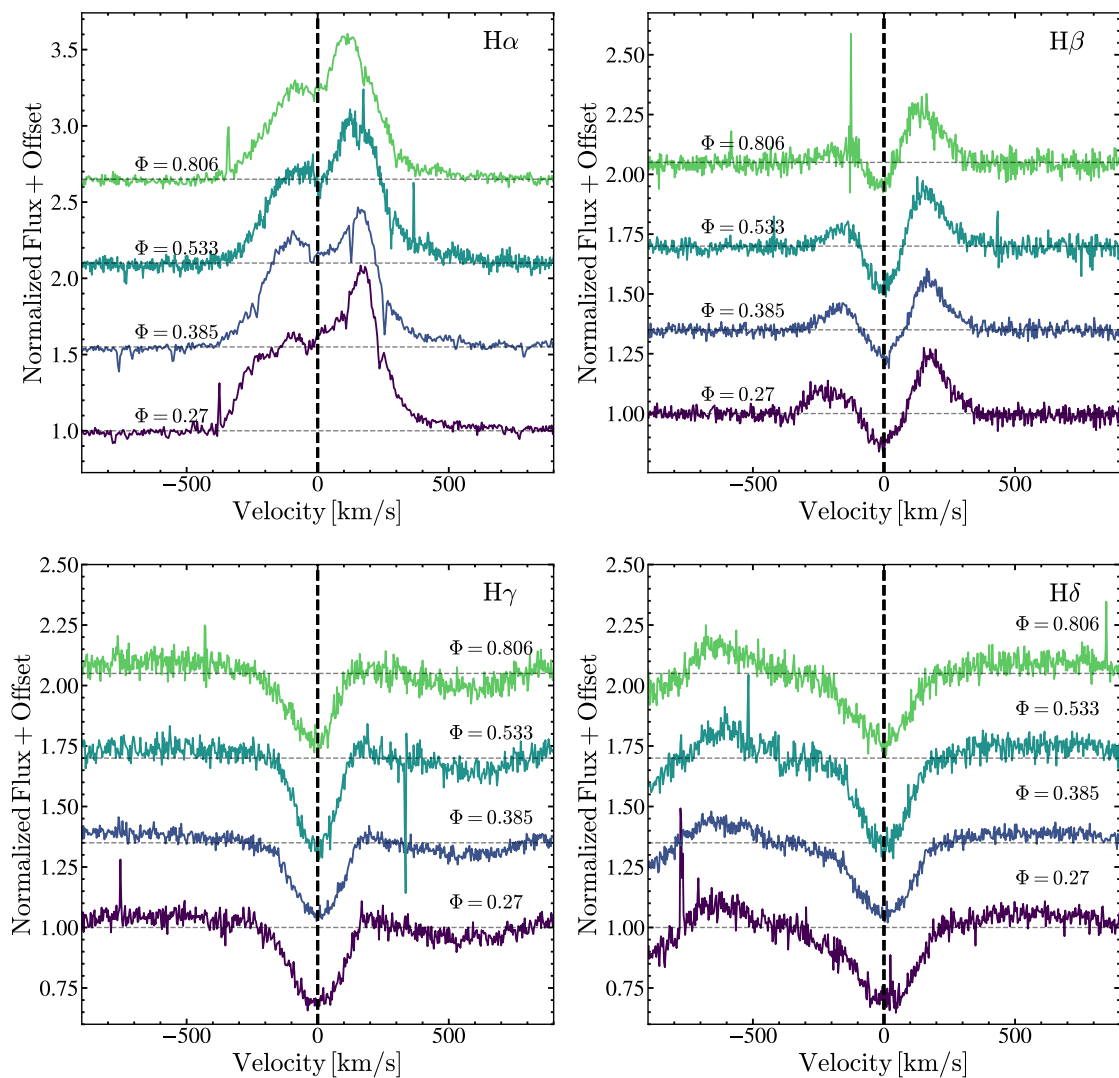 Hα
Normalized Flux + Offset
3.5
3.0
2.5
2.0
1.5
1.0
Φ = 0.806
Φ = 0.533
Φ = 0.385
Φ = 0.27
−500 0 500
Velocity [km/s]
Hβ
Normalized Flux + Offset
2.50
2.25
2.00
1.75
1.50
1.25
1.00
Φ = 0.806
Φ = 0.533
Φ = 0.385
Φ = 0.27
−500 0 500
Velocity [km/s]
Hγ
Normalized Flux + Offset
2.50
2.25
2.00
1.75
1.50
1.25
1.00
0.75
Φ = 0.806
Φ = 0.533
Φ = 0.385
Φ = 0.27
−500 0 500
Velocity [km/s]
Hδ
Normalized Flux + Offset
2.50
2.25
2.00
1.75
1.50
1.25
1.00
0.75
Φ = 0.806
Φ = 0.533
Φ = 0.385
Φ = 0.27
−500 0 500
Velocity [km/s]